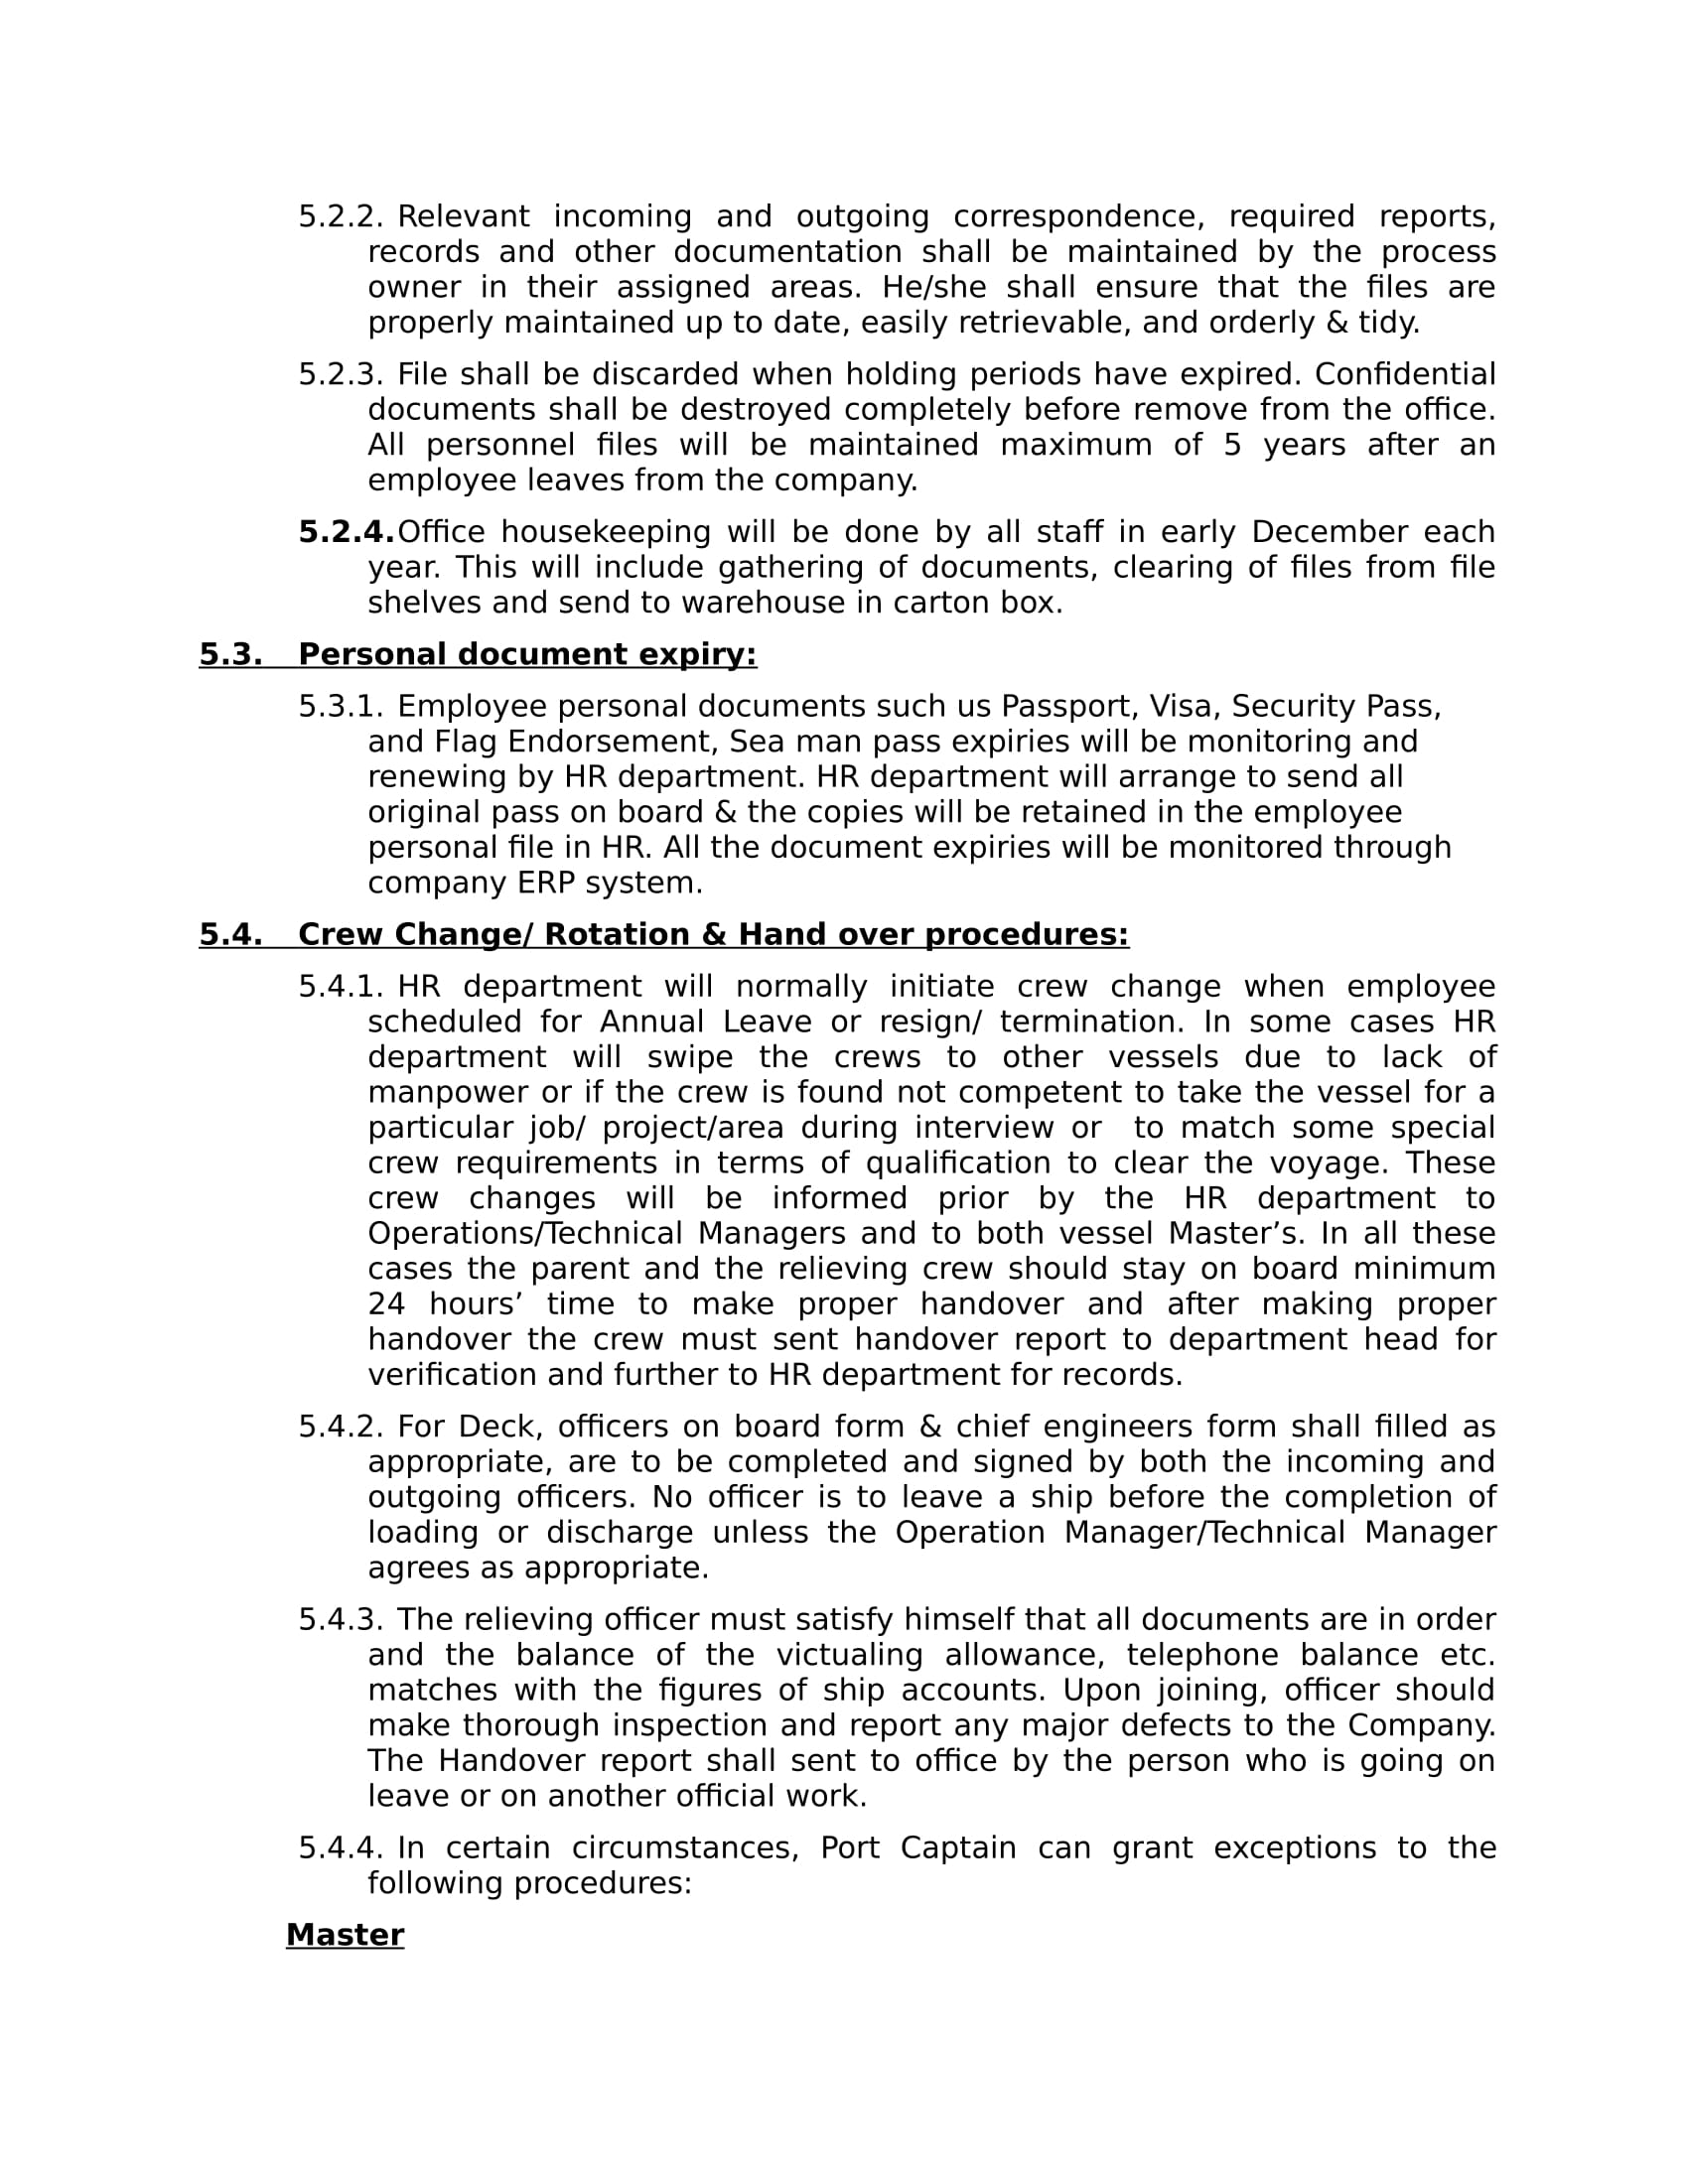 5.2.2. Relevant incoming and outgoing correspondence, required reports,
records and other documentation shall be maintained by the process
owner in their assigned areas. He/she shall ensure that the files are
properly maintained up to date, easily retrievable, and orderly & tidy.
5.2.3. File shall be discarded when holding periods have expired. Confidential
documents shall be destroyed completely before remove from the office.
All personnel files will be maintained maximum of 5 years after an
employee leaves from the company.
5.2.4. Office housekeeping will be done by all staff in early December each
year. This will include gathering of documents, clearing of files from file
shelves and send to warehouse in carton box.
5.3. Personal document expiry:
5.3.1. Employee personal documents such us Passport, Visa, Security Pass,
and Flag Endorsement, Sea man pass expiries will be monitoring and
renewing by HR department. HR department will arrange to send all
original pass on board & the copies will be retained in the employee
personal file in HR. All the document expiries will be monitored through
company ERP system.
5.4. Crew Change/ Rotation & Hand over procedures:
5.4.1. HR department will normally initiate crew change when employee
scheduled for Annual Leave or resign/ termination. In some cases HR
department will swipe the crews to other vessels due to lack of
manpower or if the crew is found not competent to take the vessel for a
particular job/ project/area during interview or  to match some special
crew requirements in terms of qualification to clear the voyage. These
crew changes will be informed prior by the HR department to
Operations/Technical Managers and to both vessel Master’s. In all these
cases the parent and the relieving crew should stay on board minimum
24 hours’ time to make proper handover and after making proper
handover the crew must sent handover report to department head for
verification and further to HR department for records.
5.4.2. For Deck, officers on board form & chief engineers form shall filled as
appropriate, are to be completed and signed by both the incoming and
outgoing officers. No officer is to leave a ship before the completion of
loading or discharge unless the Operation Manager/Technical Manager
agrees as appropriate.
5.4.3. The relieving officer must satisfy himself that all documents are in order
and the balance of the victualing allowance, telephone balance etc.
matches with the figures of ship accounts. Upon joining, officer should
make thorough inspection and report any major defects to the Company.
The Handover report shall sent to office by the person who is going on
leave or on another official work.
5.4.4. In certain circumstances, Port Captain can grant exceptions to the
following procedures:
Master